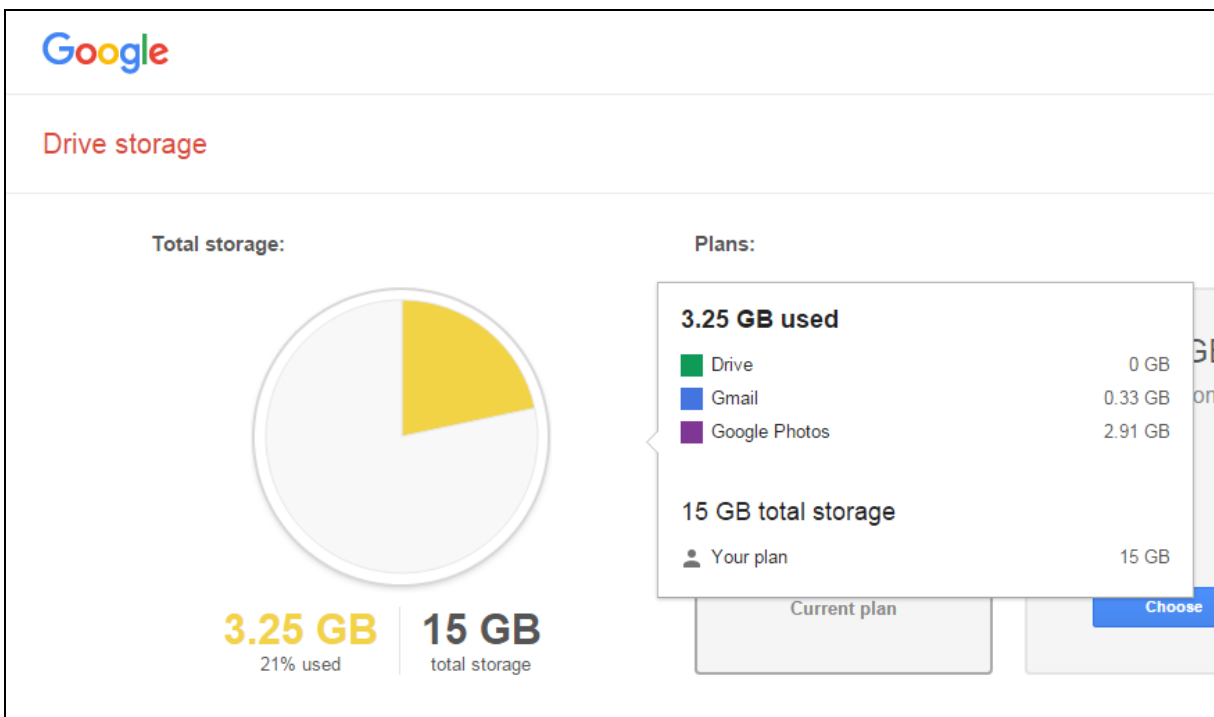 Google
Drive storage
Total storage:
Plans:
3.25 GB used
Drive 0 GB
Gmail 0.33 GB
Google Photos 2.91 GB
15 GB total storage
Your plan 15 GB
Current plan
Choose
3.25 GB 15 GB
21% used total storage